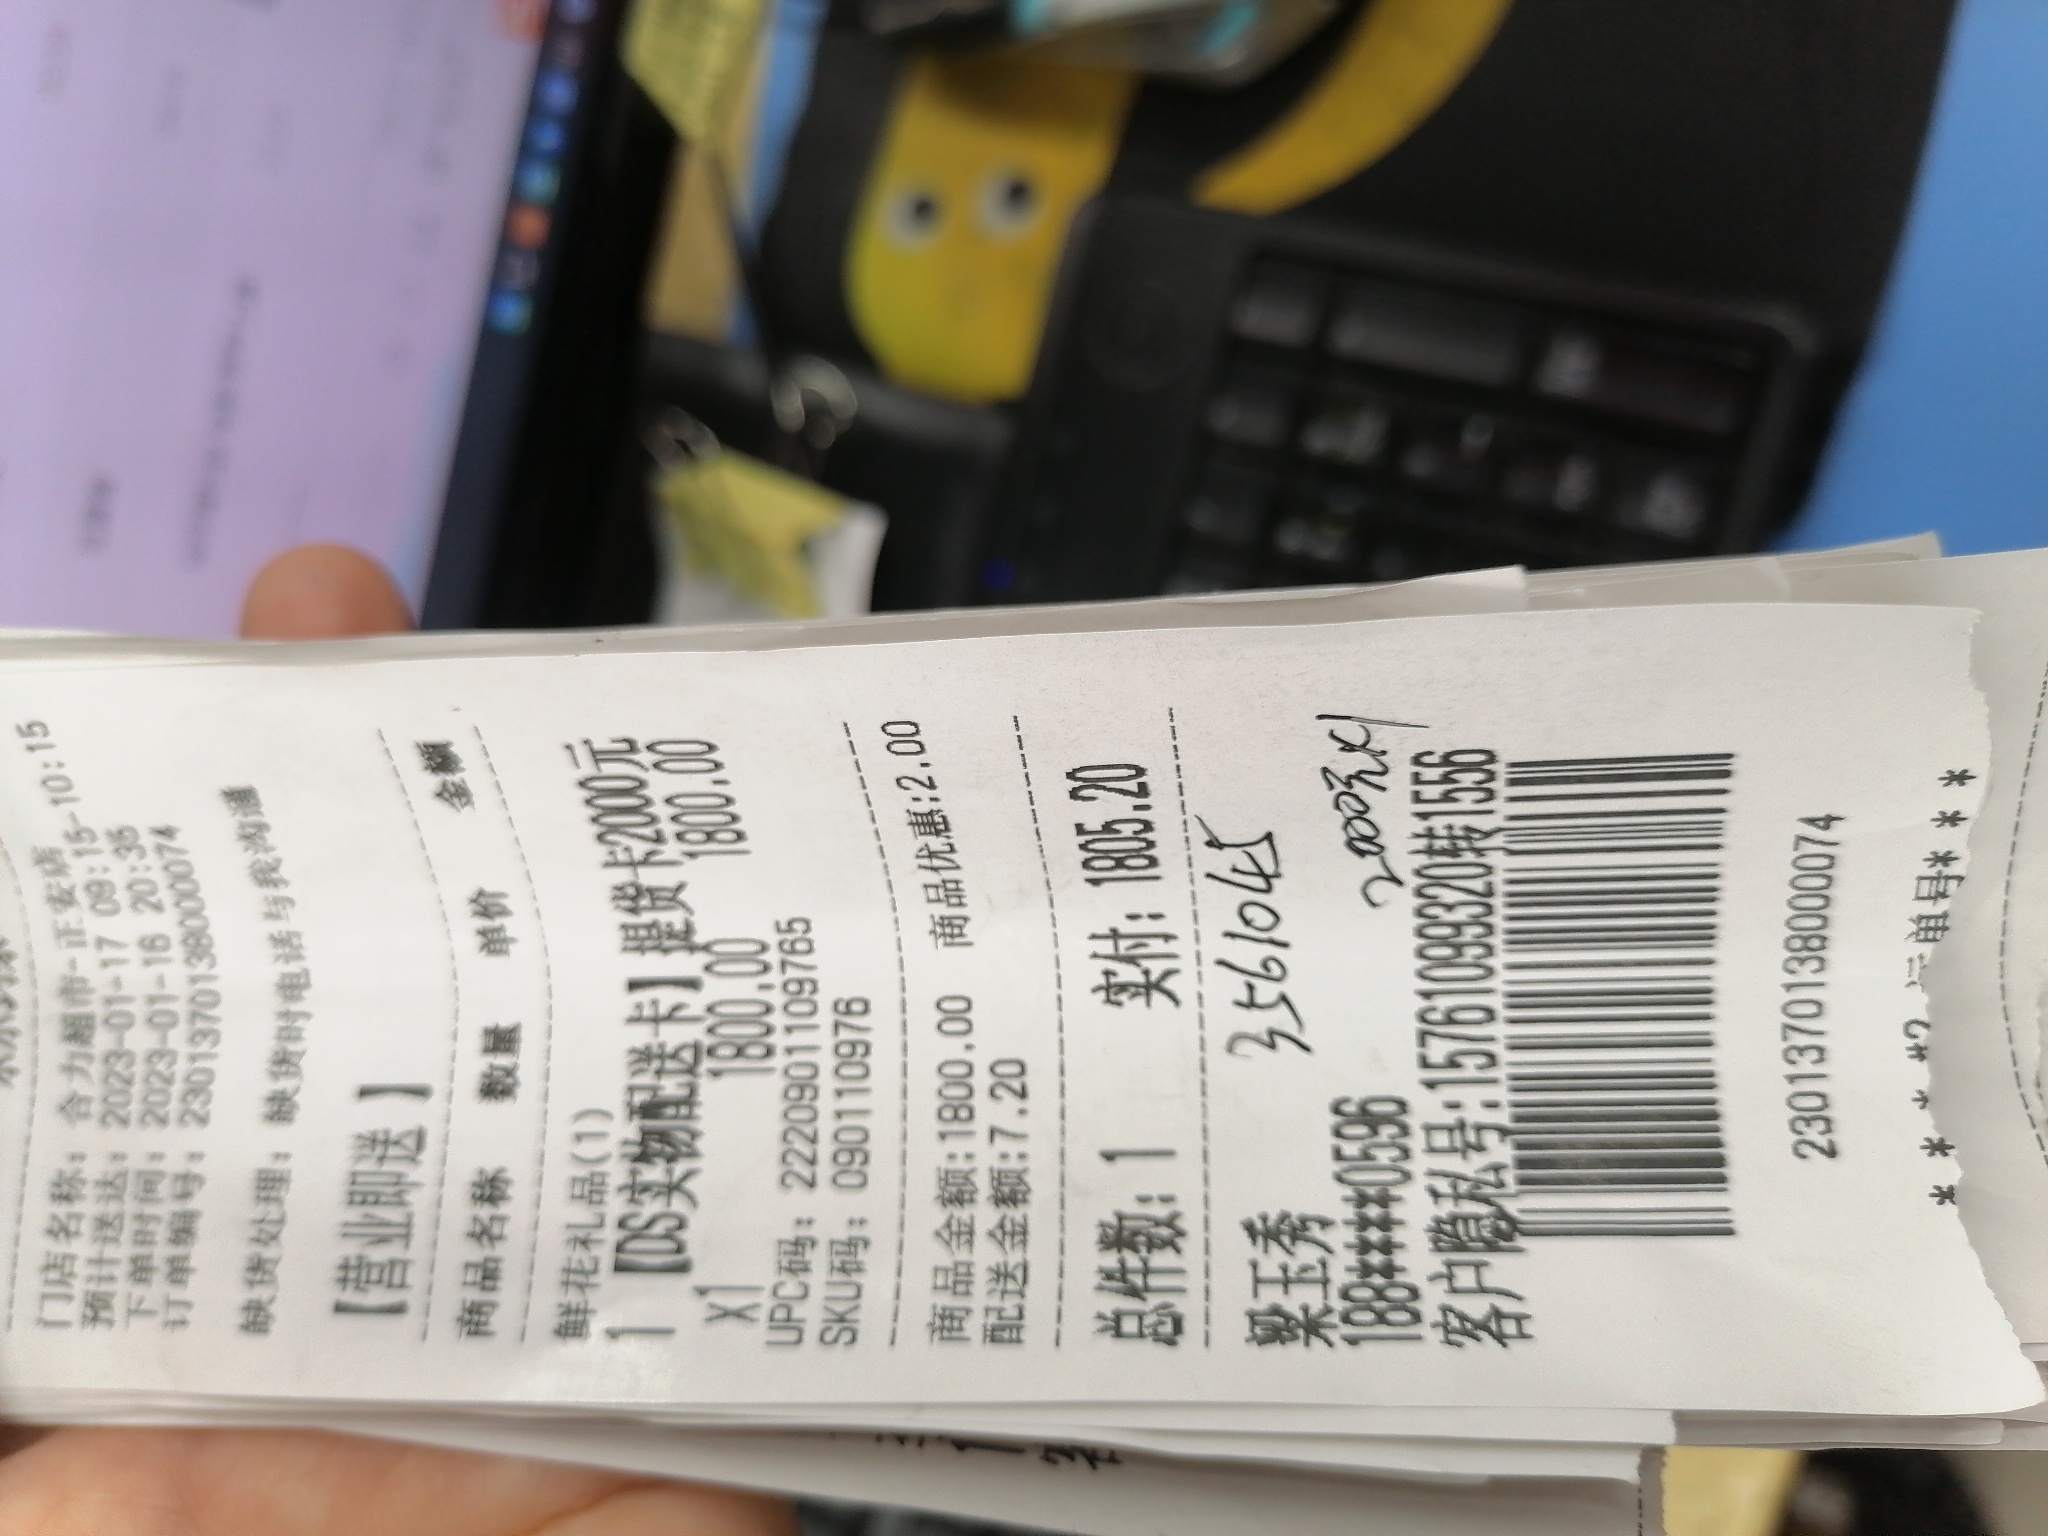 门店名称: 合力超市-正安店
预计送达: 2023-01-17 09:15-10:15
下单时间: 2023-01-16 20:35
订单编号: 2301370138000074
缺货处理: 缺货时电话与我沟通
【营业即送】
商品名称 数量 单价 金额
鲜花礼品(1)
1 【DS实物配送卡】提货卡2000元
X1 1800.00 1800.00
UPC码: 2220901109765
SKU码: 0901109976
商品金额:1800.00 商品优惠:2.00
配送金额:7.20
总件数: 1 实付: 1805.20
梁玉秀 3561045
188****0596 2000元x1
客户隐私号:15761099320转1556
2301370138000074